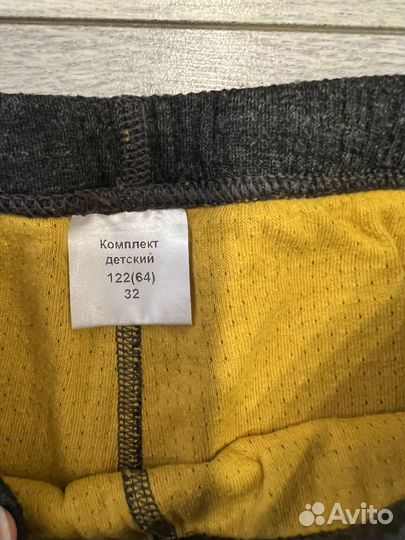 Комплект
детский
122(64)
32
Avito